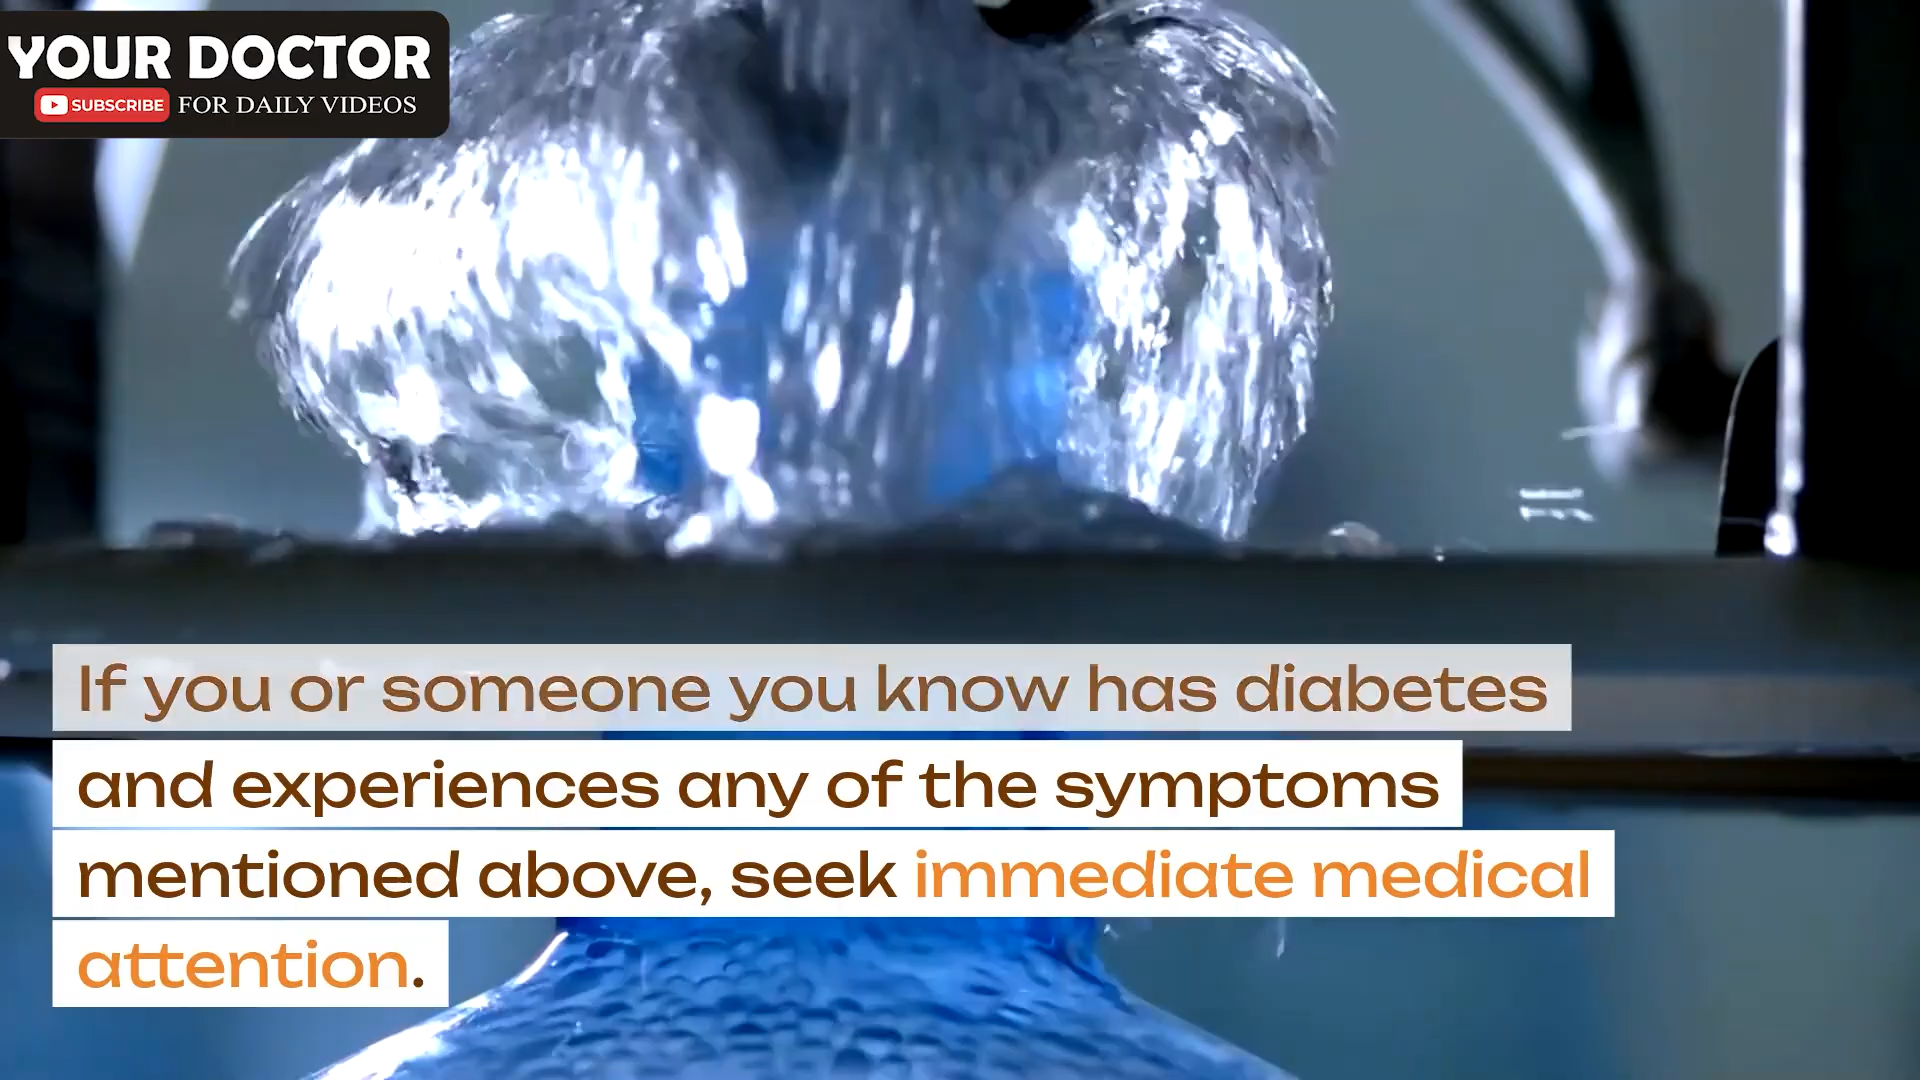 YOUR DOCTOR
SUBSCRIBE FOR DAILY VIDEOS
If you or someone you know has diabetes
and experiences any of the symptoms
mentioned above, seek immediate medical
attention.